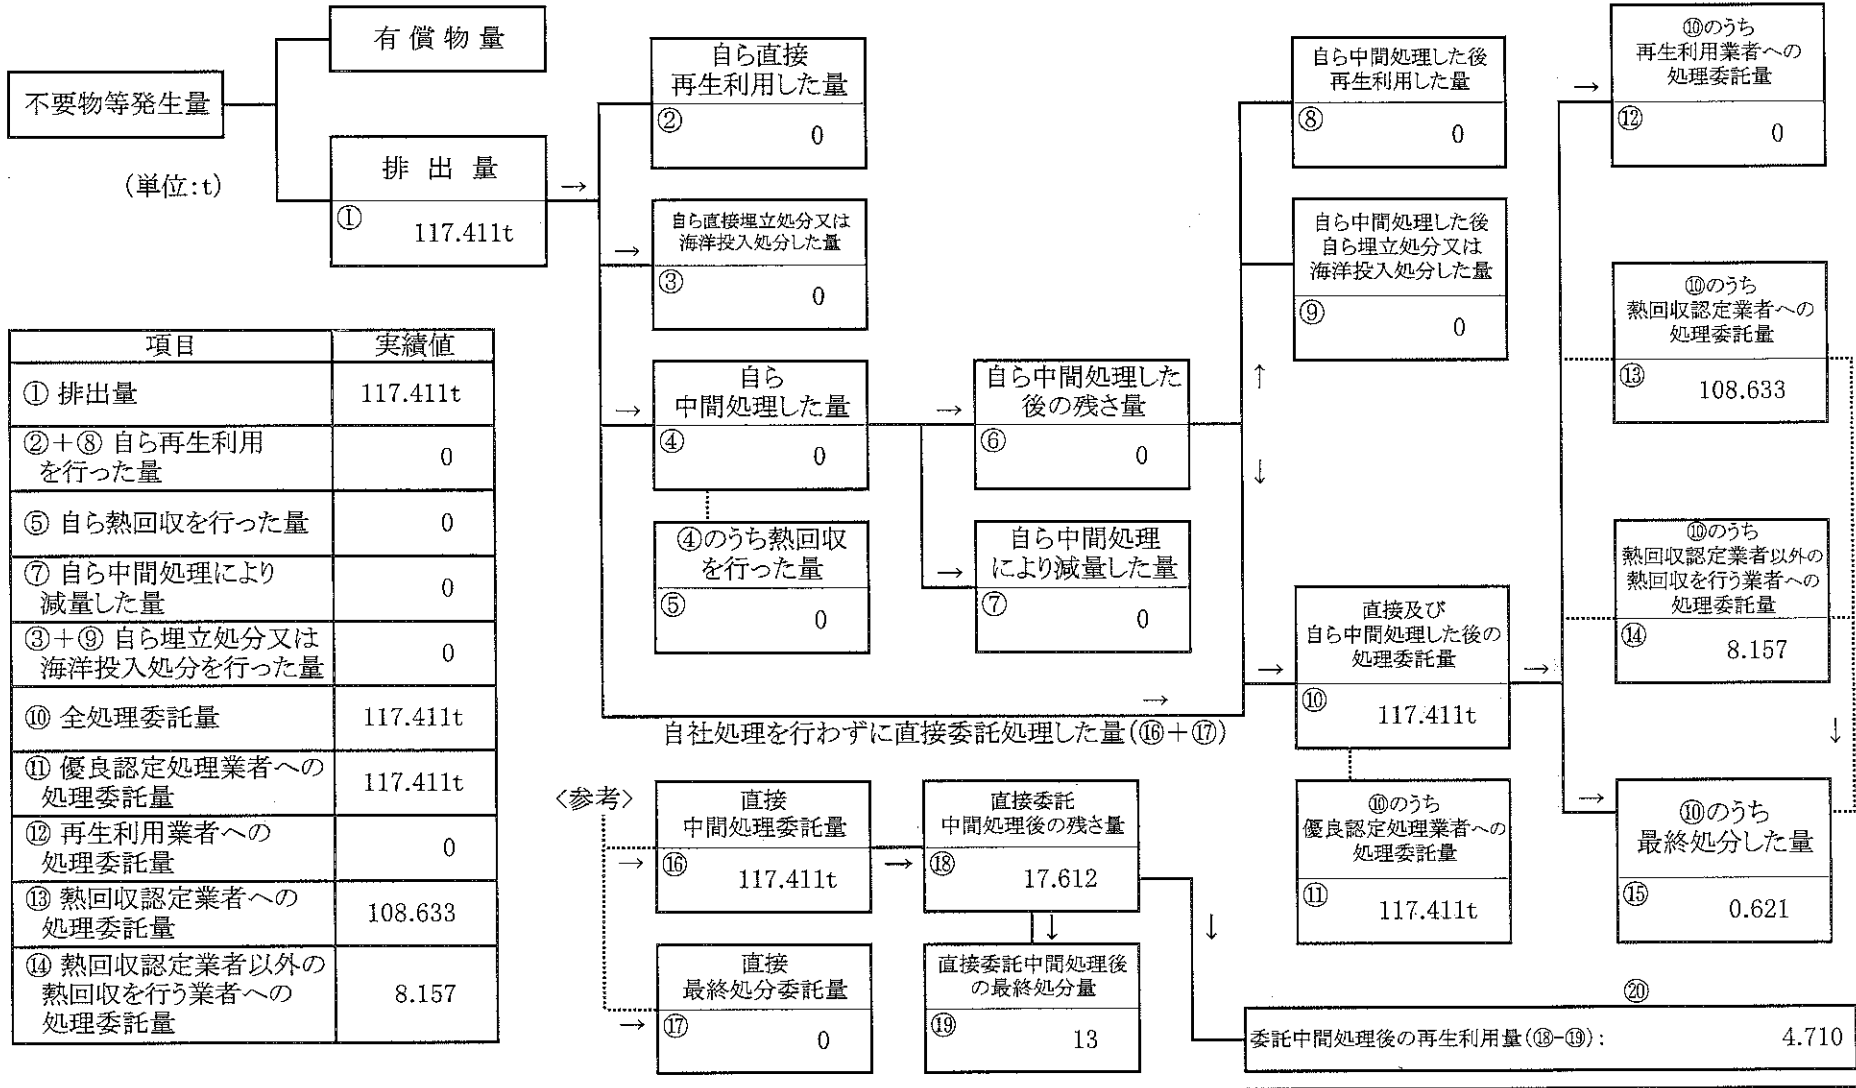 不要物等発生量
(単位:t)
有 償 物 量
排 出 量
①
117.411t
自ら直接
再生利用した量
②
0
自ら直接埋立処分又は
海洋投入処分した量
③
0
自ら
中間処理した量
④
0
④のうち熱回収
を行った量
⑤
0
自ら中間処理した
後の残さ量
⑥
0
自ら中間処理
により減量した量
⑦
0
自ら中間処理した後
再生利用した量
⑧
0
自ら中間処理した後
自ら埋立処分又は
海洋投入処分した量
⑨
0
直接及び
自ら中間処理した後の
処理委託量
⑩
117.411t
⑩のうち
優良認定処理業者への
処理委託量
⑪
117.411t
⑩のうち
再生利用業者への
処理委託量
⑫
0
⑩のうち
熱回収認定業者への
処理委託量
⑬
108.633
⑩のうち
熱回収認定業者以外の
熱回収を行う業者への
処理委託量
⑭
8.157
⑩のうち
最終処分した量
⑮
0.621
自社処理を行わずに直接委託処理した量(⑯+⑰)
<参考>
直接
中間処理委託量
⑯
117.411t
直接
最終処分委託量
⑰
0
直接委託
中間処理後の残さ量
⑱
17.612
直接委託中間処理後
の最終処分量
⑲
13
⑳
委託中間処理後の再生利用量(⑱-⑲): 4.710
項目 実績値
① 排出量 117.411t
②+⑧ 自ら再生利用
を行った量 0
⑤ 自ら熱回収を行った量 0
⑦ 自ら中間処理により
減量した量 0
③+⑨ 自ら埋立処分又は
海洋投入処分を行った量 0
⑩ 全処理委託量 117.411t
⑪ 優良認定処理業者への
処理委託量 117.411t
⑫ 再生利用業者への
処理委託量 0
⑬ 熱回収認定業者への
処理委託量 108.633
⑭ 熱回収認定業者以外の
熱回収を行う業者への
処理委託量 8.157